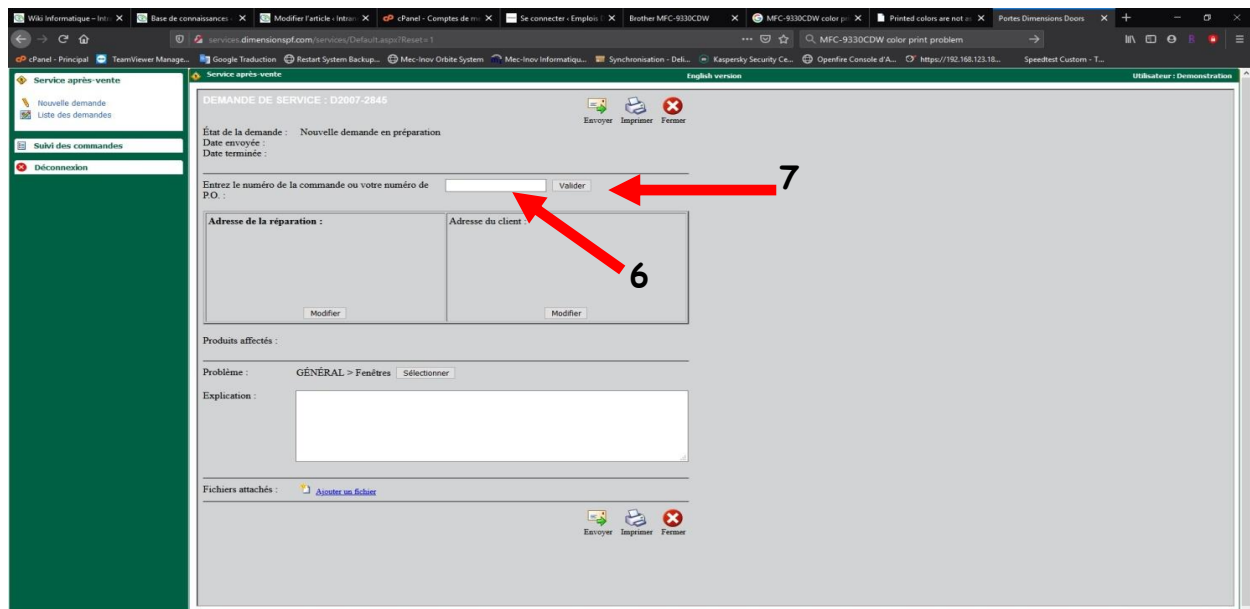 Wiki Informatique – Intr
Base de connaissances -
Modifier l'article ‹ Intran
cPanel - Comptes de m
Se connecter ‹ Emplois
Brother MFC-9330CDW
MFC-9330CDW color pr
Printed colors are not a
Portes Dimensions Doors
services.dimensionspf.com/services/Default.aspx?Reset=1
MFC-9330CDW color print problem
cPanel - Principal
TeamViewer Manage...
Google Traduction
Restart System Backup...
Mec-Inov Orbite System
Mec-Inov Informatiqu...
Synchronisation - Deli...
Kaspersky Security Ce...
Openfire Console d'A...
https://192.168.123.18...
Speedtest Custom - T...
Service après-vente
Nouvelle demande
Liste des demandes
Suivi des commandes
Déconnexion
Service après-vente
English version
Utilisateur : Demonstration
DEMANDE DE SERVICE : D2007-2845
Envoyer Imprimer Fermer
État de la demande : Nouvelle demande en préparation
Date envoyée :
Date terminée :
Entrez le numéro de la commande ou votre numéro de
P.O. :
Valider
7
Adresse de la réparation :
Adresse du client :
6
Modifier
Modifier
Produits affectés :
Problème : GÉNÉRAL > Fenêtres Sélectionner
Explication :
Fichiers attachés : Ajouter un fichier
Envoyer Imprimer Fermer